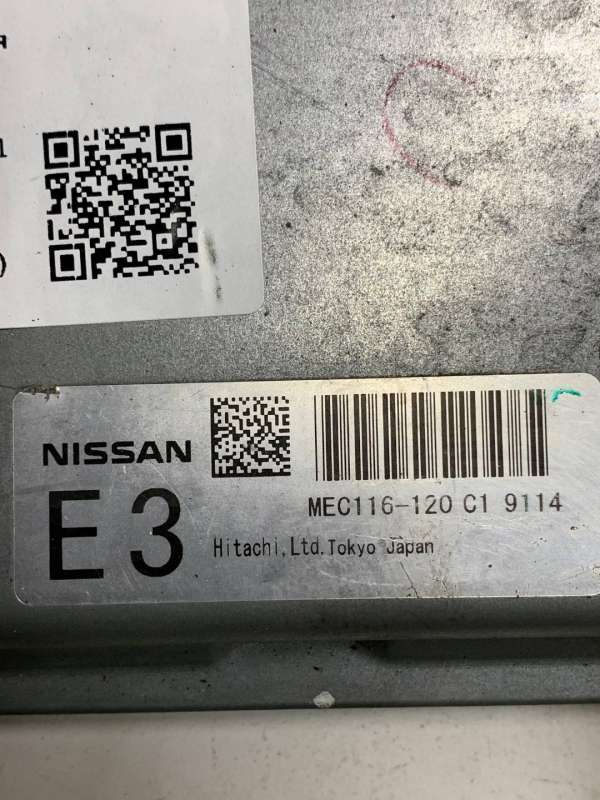 NISSAN
E3
MEC116-120 C1 9114
Hitachi,Ltd.Tokyo Japan